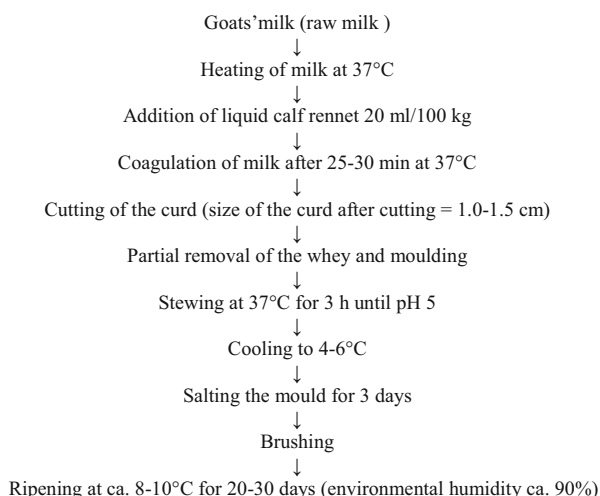 Goats'milk (raw milk )
↓
Heating of milk at 37°C
↓
Addition of liquid calf rennet 20 ml/100 kg
↓
Coagulation of milk after 25-30 min at 37°C
↓
Cutting of the curd (size of the curd after cutting = 1.0-1.5 cm)
↓
Partial removal of the whey and moulding
↓
Stewing at 37°C for 3 h until pH 5
↓
Cooling to 4-6°C
↓
Salting the mould for 3 days
↓
Brushing
↓
Ripening at ca. 8-10°C for 20-30 days (environmental humidity ca. 90%)